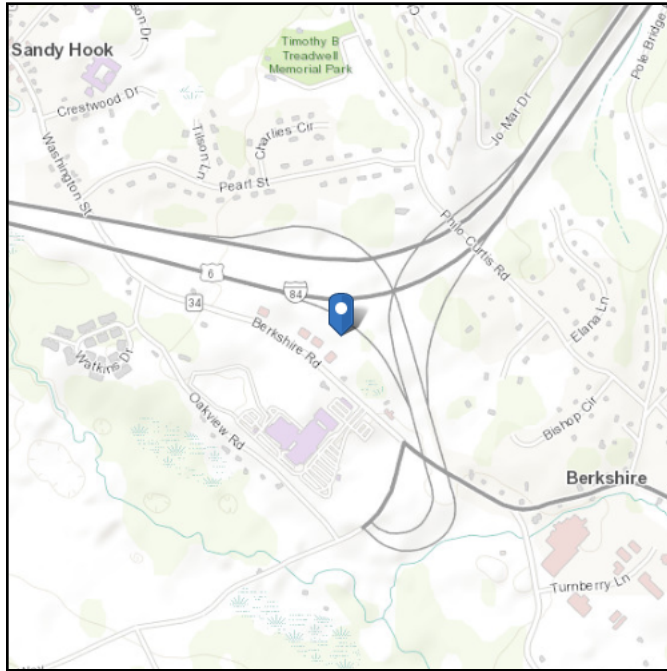 Sandy Hook
Tilson Dr
Timothy B
Treadwell
Memorial Park
Pole Bridge
Crestwood Dr
Tilson Ln
Charlies Cir
Jo Mar Dr
Washington St
Pearl St
Philo Curtis Rd
6
84
34
Berkshire Rd
Elana Ln
Watkins Dr
Oakview Rd
Bishop Cir
Berkshire
Turnberry Ln